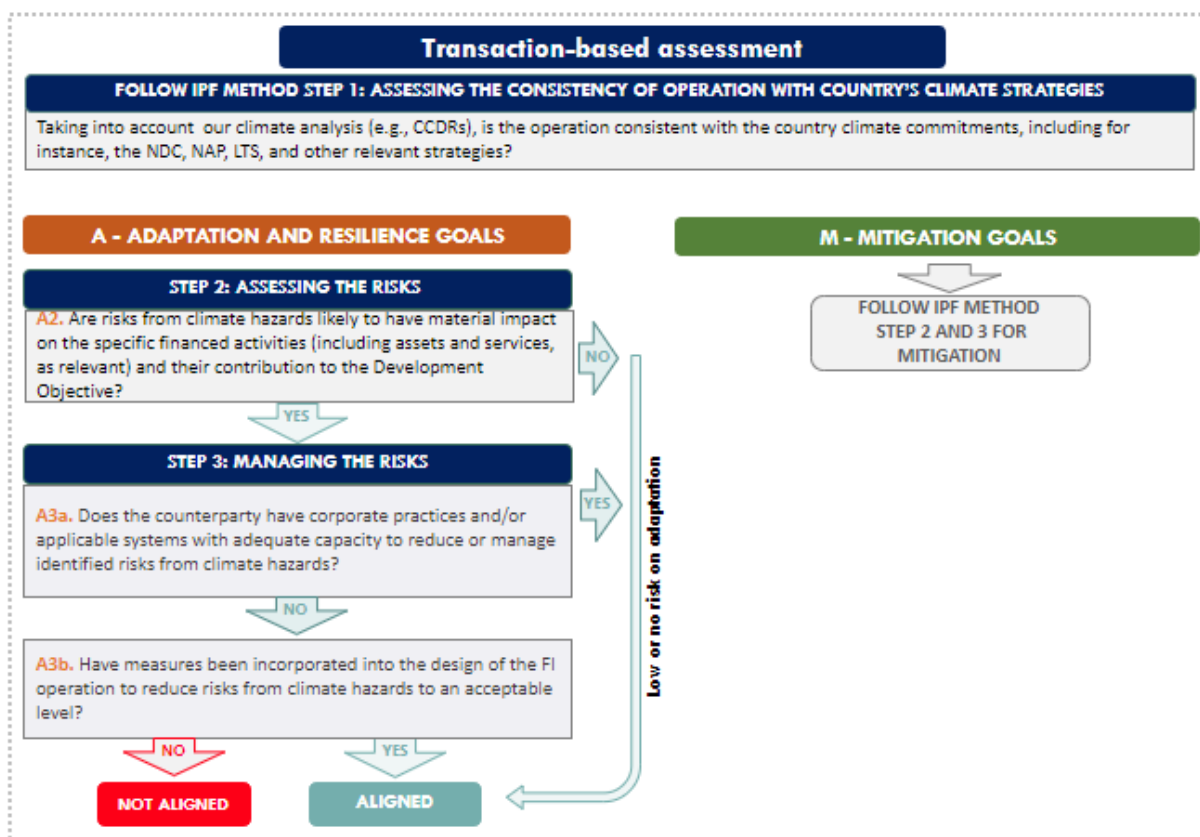 Transaction-based assessment
FOLLOW IPF METHOD STEP 1: ASSESSING THE CONSISTENCY OF OPERATION WITH COUNTRY'S CLIMATE STRATEGIES
Taking into account our climate analysis (e.g., CCDRs), is the operation consistent with the country climate commitments, including for
instance, the NDC, NAP, LTS, and other relevant strategies?
A - ADAPTATION AND RESILIENCE GOALS
STEP 2: ASSESSING THE RISKS
A2. Are risks from climate hazards likely to have material impact
on the specific financed activities (including assets and services,
as relevant) and their contribution to the Development
Objective?
NO
YES
STEP 3: MANAGING THE RISKS
A3a. Does the counterparty have corporate practices and/or
applicable systems with adequate capacity to reduce or manage
identified risks from climate hazards?
YES
NO
A3b. Have measures been incorporated into the design of the FI
operation to reduce risks from climate hazards to an acceptable
level?
NO
YES
NOT ALIGNED
ALIGNED
Low or no risk on adaptation
M - MITIGATION GOALS
FOLLOW IPF METHOD
STEP 2 AND 3 FOR
MITIGATION